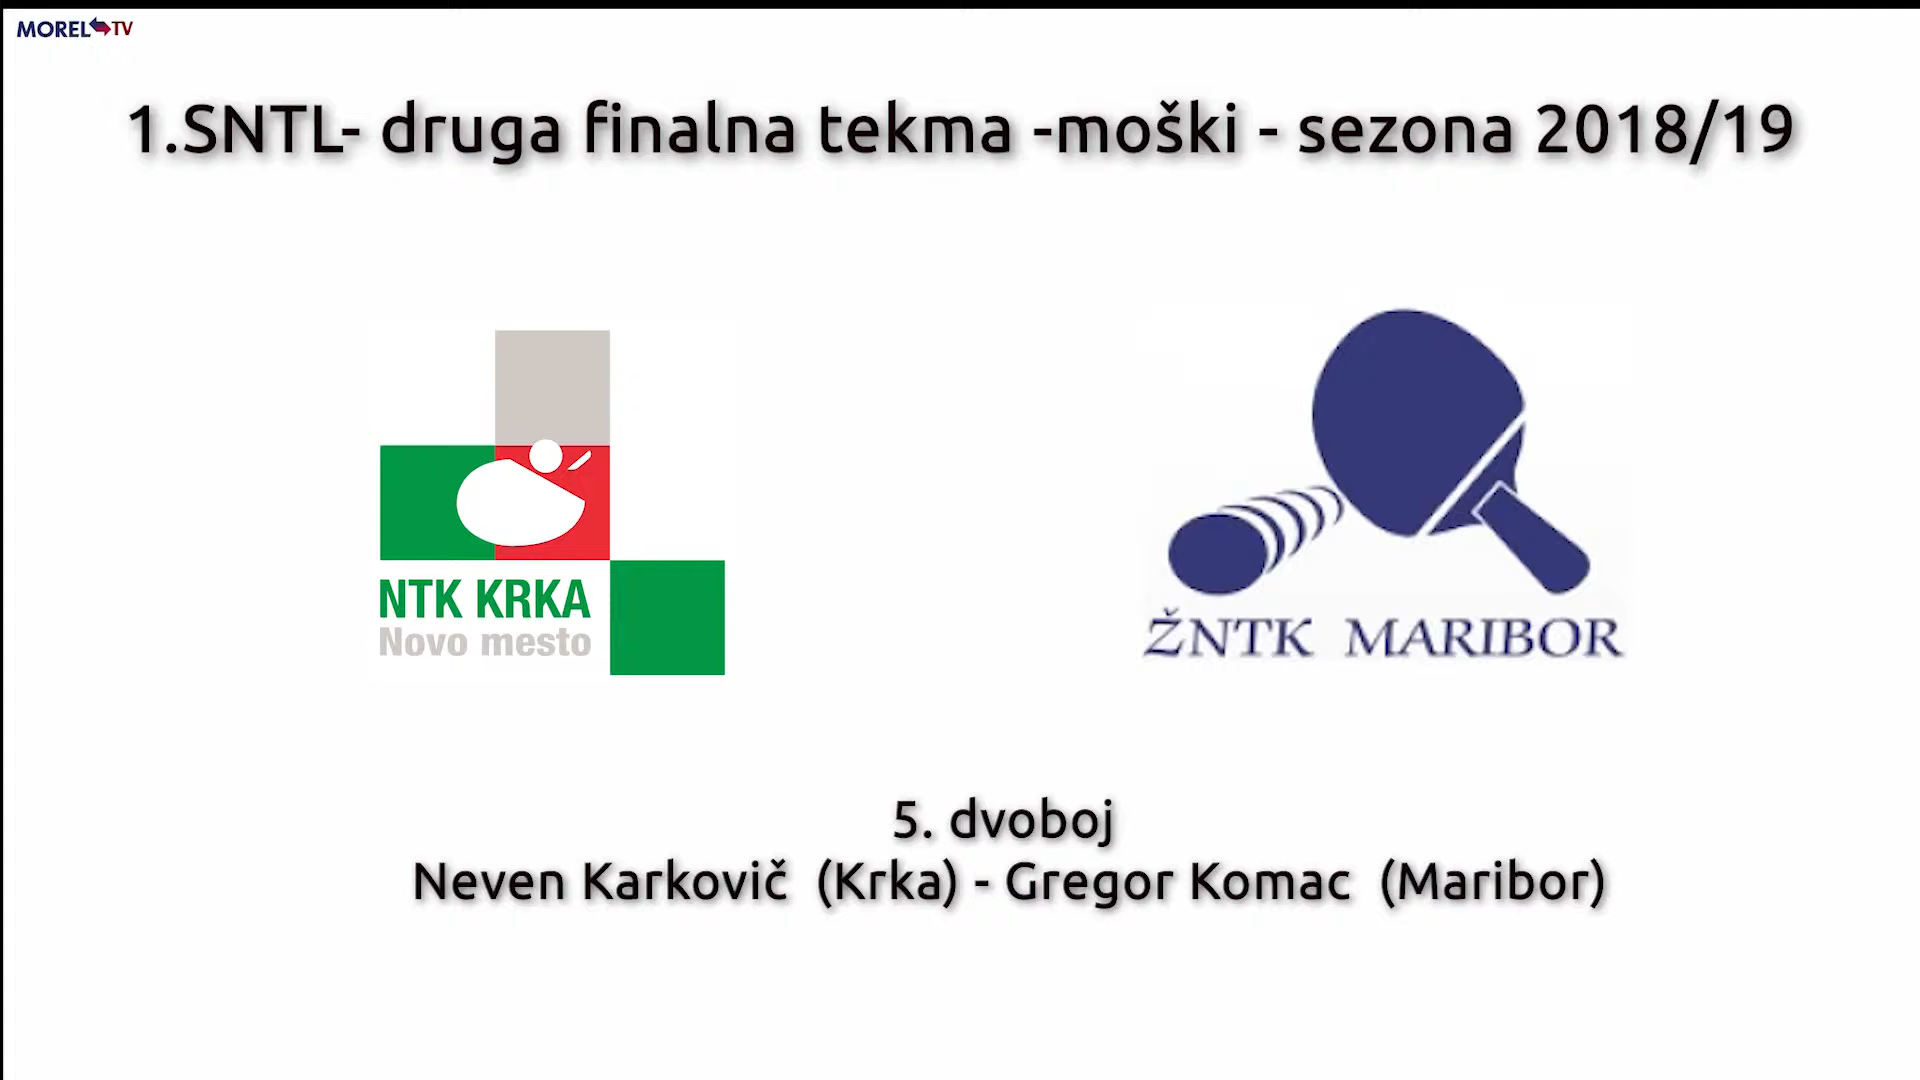 MOREL TV
1.SNTL- druga finalna tekma -moški - sezona 2018/19
NTK KRKA
Novo mesto
ŽNTK MARIBOR
5. dvoboj
Neven Karkovič (Krka) - Gregor Komac (Maribor)